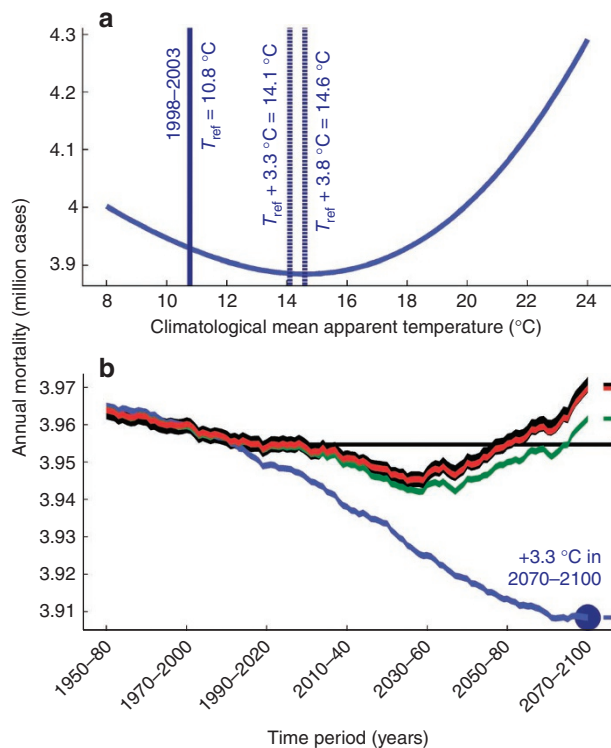 a
4.3
4.2
4.1
4
3.9
1998–2003
T_ref = 10.8 °C
T_ref + 3.3 °C = 14.1 °C
T_ref + 3.8 °C = 14.6 °C
8 10 12 14 16 18 20 22 24
Climatological mean apparent temperature (°C)
Annual mortality (million cases)
b
3.97
3.96
3.95
3.94
3.93
3.92
3.91
+3.3 °C in
2070–2100
1950–80 1970–2000 1990–2020 2010–40 2030–60 2050–80 2070–2100
Time period (years)